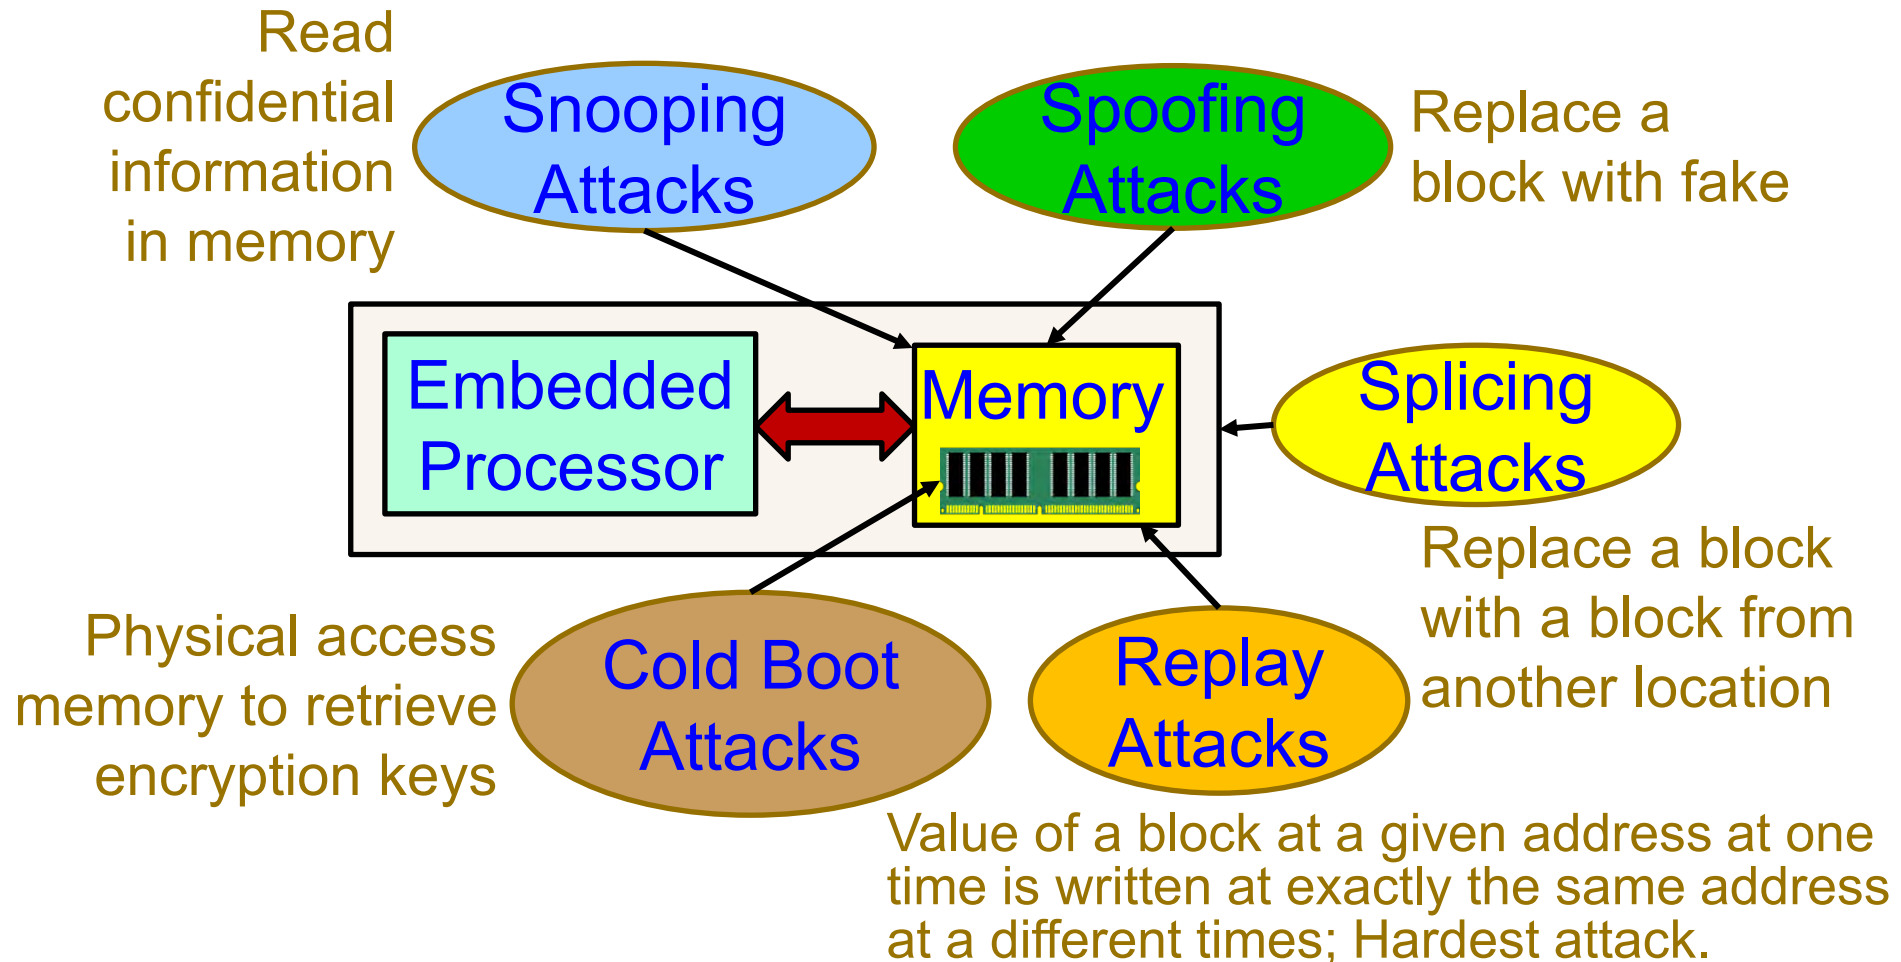 Read
confidential
information
in memory
Snooping
Attacks
Spoofing
Attacks
Replace a
block with fake
Embedded
Processor
Memory
Splicing
Attacks
Replace a block
with a block from
another location
Physical access
memory to retrieve
encryption keys
Cold Boot
Attacks
Replay
Attacks
Value of a block at a given address at one
time is written at exactly the same address
at a different times; Hardest attack.